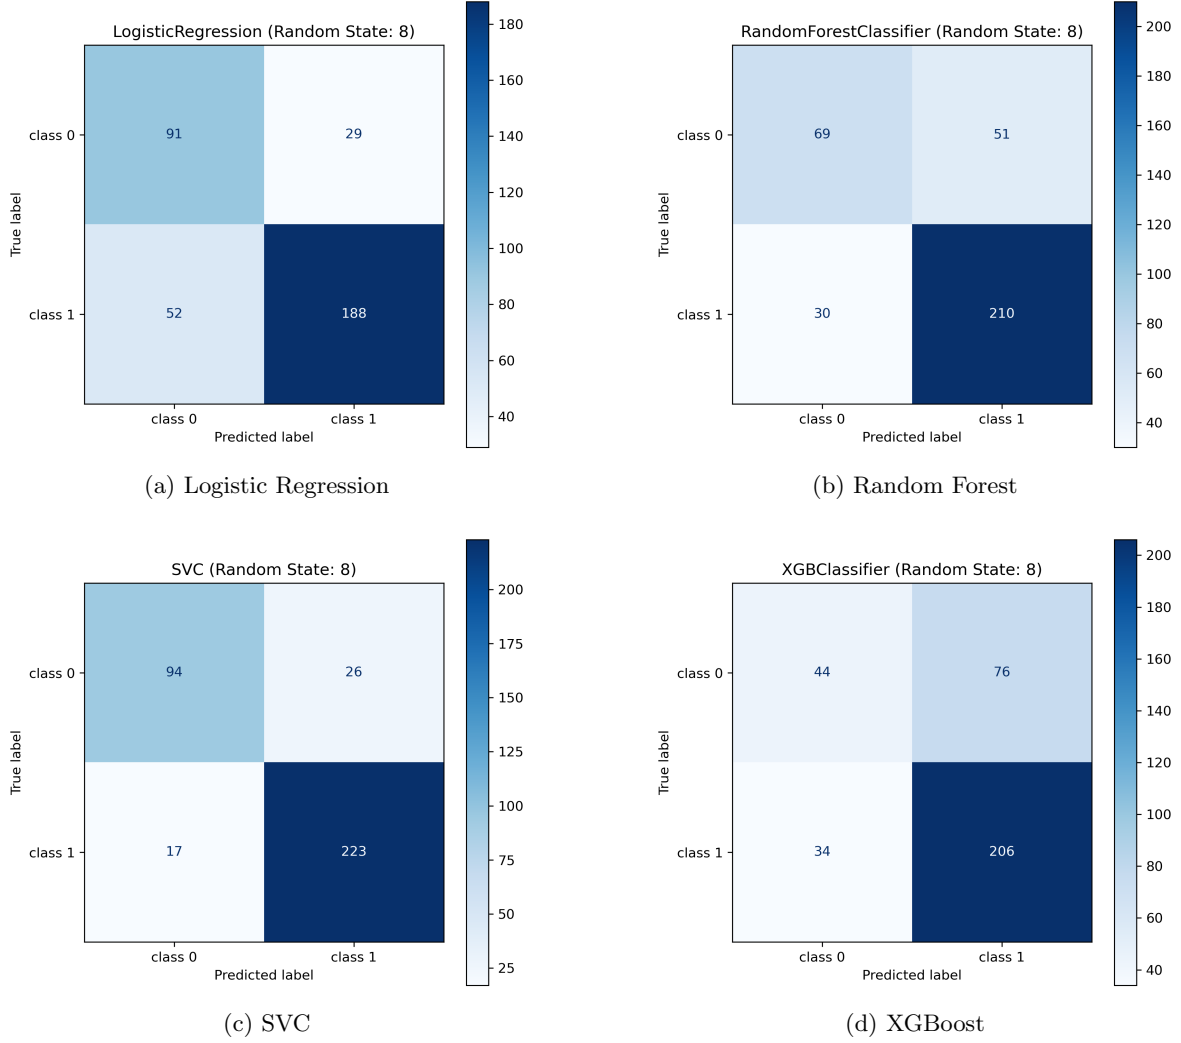 LogisticRegression (Random State: 8)
180
160
140
120
100
80
60
40
class 0
class 1
True label
91
29
52
188
class 0
class 1
Predicted label
(a) Logistic Regression
RandomForestClassifier (Random State: 8)
200
180
160
140
120
100
80
60
40
class 0
class 1
True label
69
51
30
210
class 0
class 1
Predicted label
(b) Random Forest
SVC (Random State: 8)
200
175
150
125
100
75
50
25
class 0
class 1
True label
94
26
17
223
class 0
class 1
Predicted label
(c) SVC
XGBClassifier (Random State: 8)
200
180
160
140
120
100
80
60
40
class 0
class 1
True label
44
76
34
206
class 0
class 1
Predicted label
(d) XGBoost